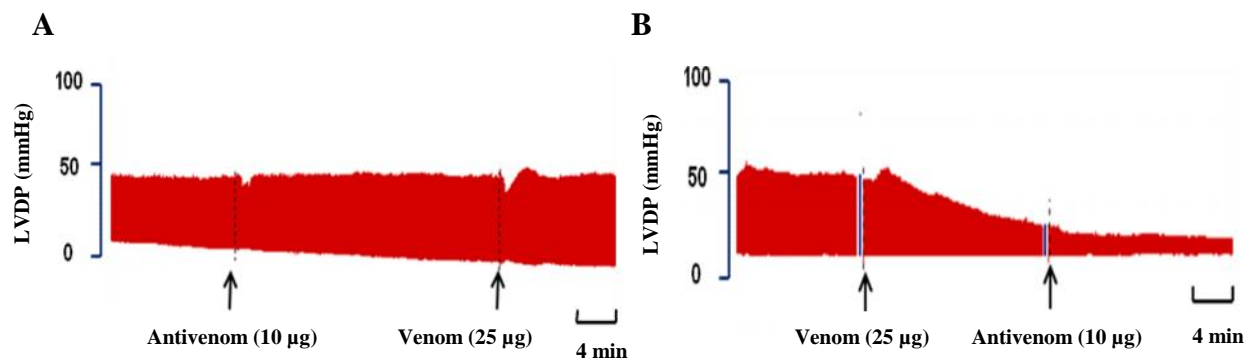 A
100
50
0
LVDP (mmHg)
Antivenom (10 µg)
Venom (25 µg)
4 min
B
100
50
0
LVDP (mmHg)
Venom (25 µg)
Antivenom (10 µg)
4 min